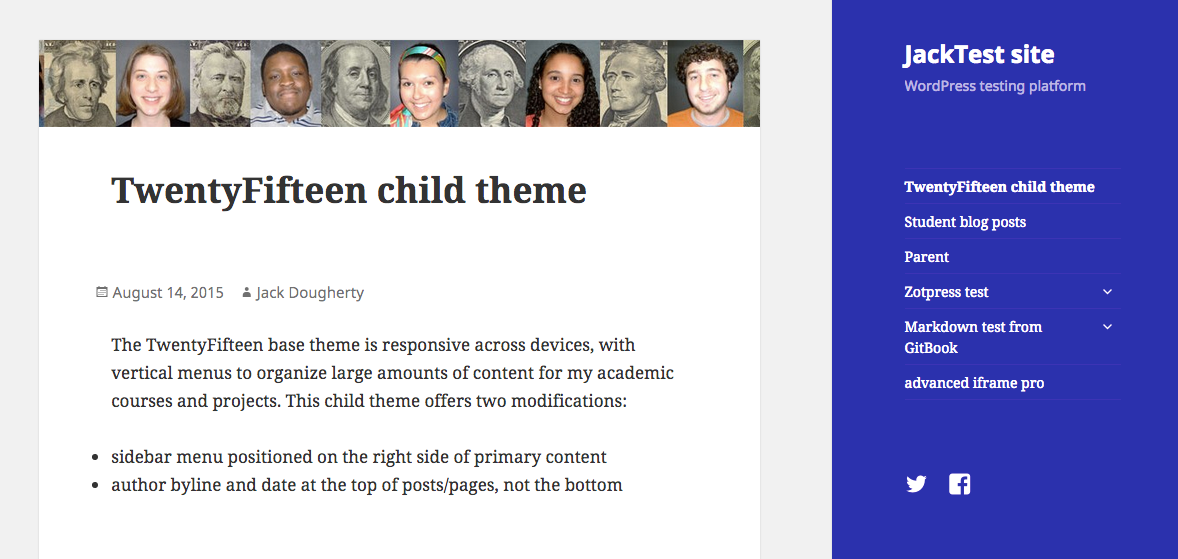 TwentyFifteen child theme
August 14, 2015 Jack Dougherty
The TwentyFifteen base theme is responsive across devices, with
vertical menus to organize large amounts of content for my academic
courses and projects. This child theme offers two modifications:
• sidebar menu positioned on the right side of primary content
• author byline and date at the top of posts/pages, not the bottom
JackTest site
WordPress testing platform
TwentyFifteen child theme
Student blog posts
Parent
Zotpress test
Markdown test from
GitBook
advanced iframe pro